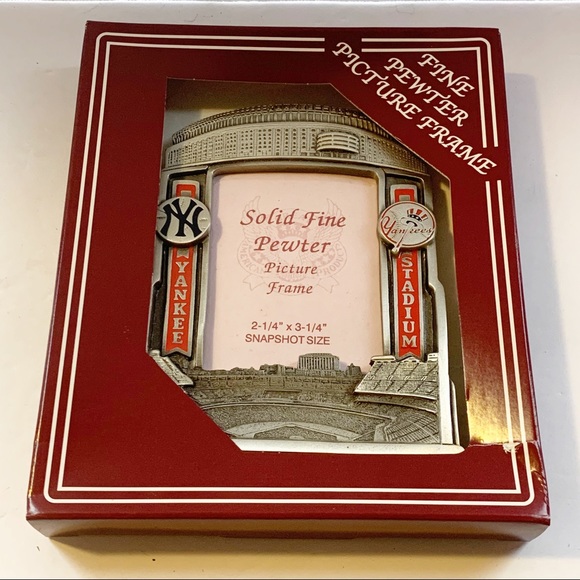 FINE
PEWTER
PICTURE FRAME
NY
Yankees
YANKEE
STADIUM
Solid Fine
Pewter
Picture
Frame
2-1/4" x 3-1/4"
SNAPSHOT SIZE